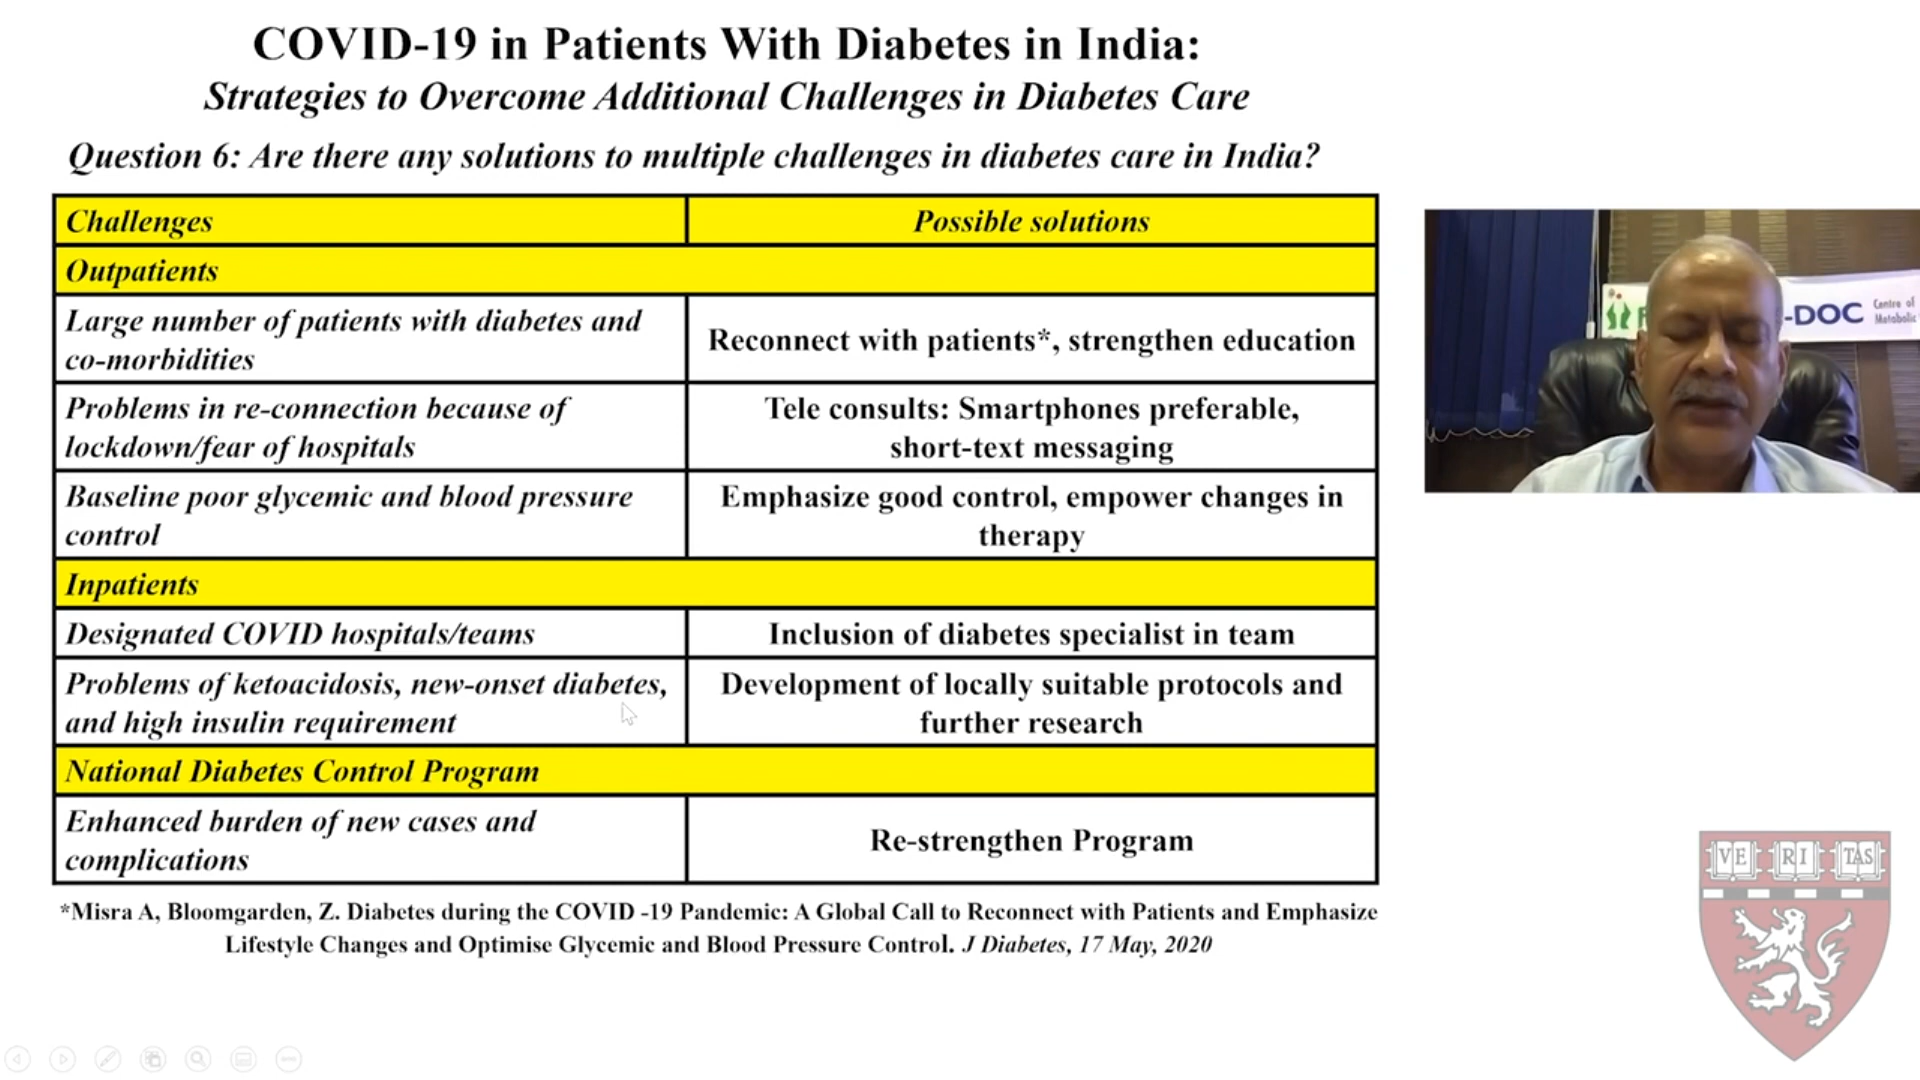 COVID-19 in Patients With Diabetes in India:
Strategies to Overcome Additional Challenges in Diabetes Care
Question 6: Are there any solutions to multiple challenges in diabetes care in India?
Challenges
Possible solutions
Outpatients
Large number of patients with diabetes and
co-morbidities
Reconnect with patients*, strengthen education
Problems in re-connection because of
lockdown/fear of hospitals
Tele consults: Smartphones preferable,
short-text messaging
Baseline poor glycemic and blood pressure
control
Emphasize good control, empower changes in
therapy
Inpatients
Designated COVID hospitals/teams
Inclusion of diabetes specialist in team
Problems of ketoacidosis, new-onset diabetes,
and high insulin requirement
Development of locally suitable protocols and
further research
National Diabetes Control Program
Enhanced burden of new cases and
complications
Re-strengthen Program
*Misra A, Bloomgarden, Z. Diabetes during the COVID -19 Pandemic: A Global Call to Reconnect with Patients and Emphasize
Lifestyle Changes and Optimise Glycemic and Blood Pressure Control. J Diabetes, 17 May, 2020
F
-DOC
Centre of
Metabolic
VE RI TAS